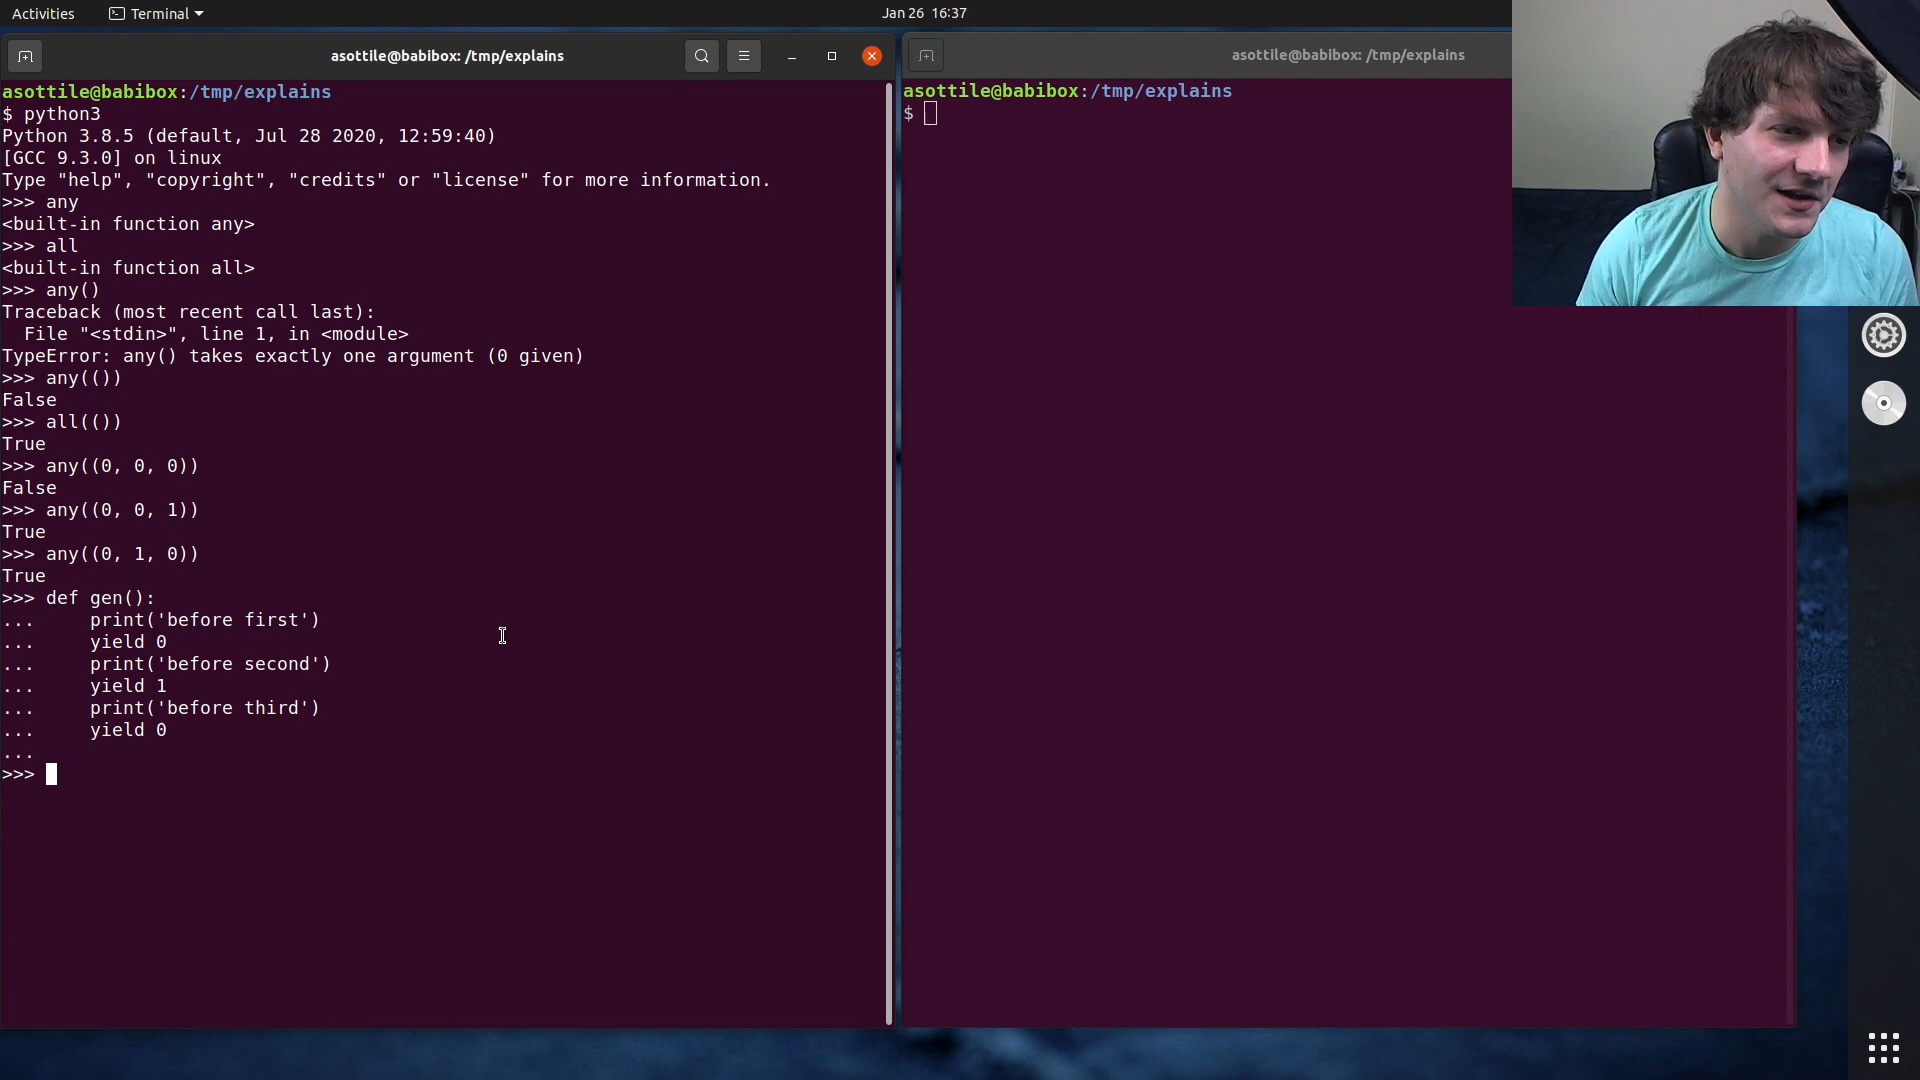 Activities
Terminal
Jan 26 16:37
asottile@babibox: /tmp/explains
asottile@babibox:/tmp/explains
$ python3
Python 3.8.5 (default, Jul 28 2020, 12:59:40)
[GCC 9.3.0] on linux
Type "help", "copyright", "credits" or "license" for more information.
>>> any
<built-in function any>
>>> all
<built-in function all>
>>> any()
Traceback (most recent call last):
  File "<stdin>", line 1, in <module>
TypeError: any() takes exactly one argument (0 given)
>>> any(())
False
>>> all(())
True
>>> any((0, 0, 0))
False
>>> any((0, 0, 1))
True
>>> any((0, 1, 0))
True
>>> def gen():
...     print('before first')
...     yield 0
...     print('before second')
...     yield 1
...     print('before third')
...     yield 0
...
>>>
asottile@babibox: /tmp/explains
asottile@babibox:/tmp/explains
$